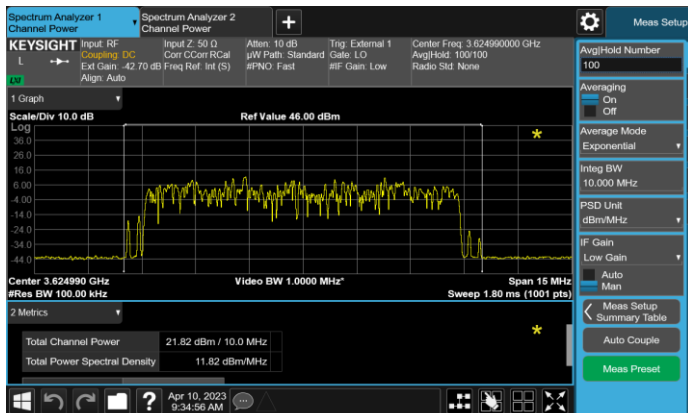 Spectrum Analyzer 1
Channel Power
Spectrum Analyzer 2
Channel Power
Meas Setup
KEYSIGHT
L
Input: RF
Coupling: DC
Ext Gain: -42.70 dB
Align: Auto
Input Z: 50 Ω
Corr CCorr RCal
Freq Ref: Int (S)
Atten: 10 dB
µW Path: Standard
#PNO: Fast
Trig: External 1
Gate: LO
#IF Gain: Low
Center Freq: 3.624990000 GHz
Avg|Hold: 100/100
Radio Std: None
1 Graph
Scale/Div 10.0 dB
Ref Value 46.00 dBm
Log
36.0
26.0
16.0
6.00
-4.00
-14.0
-24.0
-34.0
-44.0
Center 3.624990 GHz
Video BW 1.0000 MHz*
Span 15 MHz
#Res BW 100.00 kHz
Sweep 1.80 ms (1001 pts)
2 Metrics
Total Channel Power 21.82 dBm / 10.0 MHz
Total Power Spectral Density 11.82 dBm/MHz
Avg|Hold Number
100
Averaging
On
Off
Average Mode
Exponential
Integ BW
10.000 MHz
PSD Unit
dBm/MHz
IF Gain
Low Gain
Auto
Man
Meas Setup
Summary Table
Auto Couple
Meas Preset
?
Apr 10, 2023
9:34:56 AM